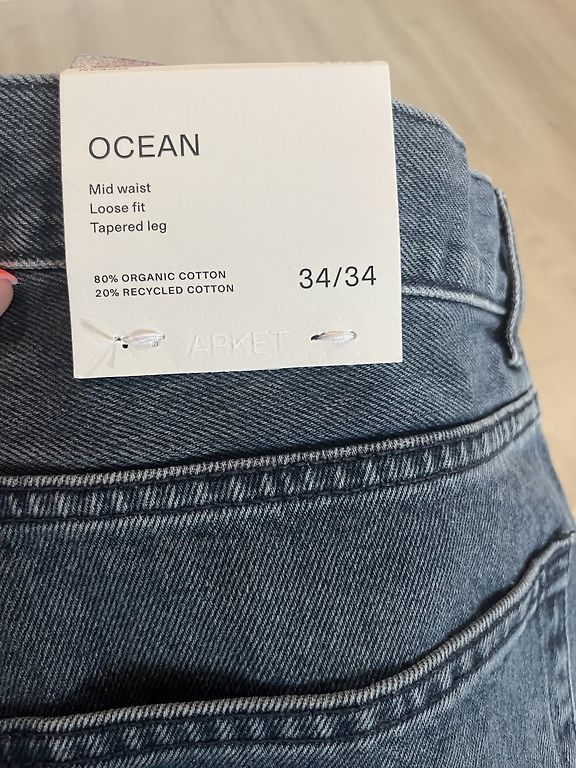 OCEAN
Mid waist
Loose fit
Tapered leg
80% ORGANIC COTTON
20% RECYCLED COTTON
34/34
ARKET